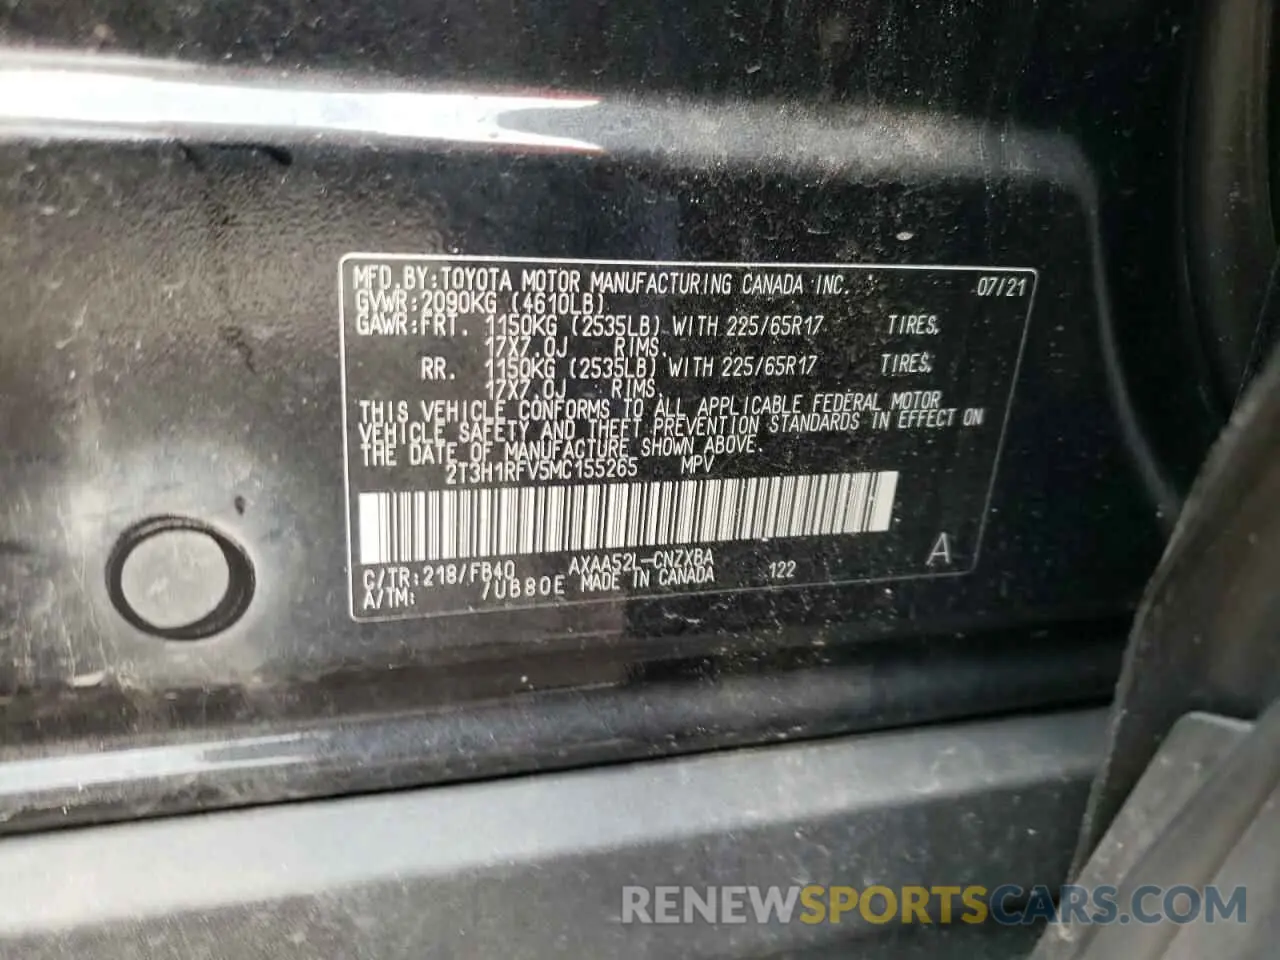 MFD.BY:TOYOTA MOTOR MANUFACTURING CANADA INC. 07/21
GVWR:2090KG (4610LB)
GAWR:FRT. 1150KG (2535LB) WITH 225/65R17 TIRES,
17X7.0J RIMS.
RR. 1150KG (2535LB) WITH 225/65R17 TIRES,
17X7.0J RIMS
THIS VEHICLE CONFORMS TO ALL APPLICABLE FEDERAL MOTOR
VEHICLE SAFETY AND THEFT PREVENTION STANDARDS IN EFFECT ON
THE DATE OF MANUFACTURE SHOWN ABOVE.
2T3H1RFV5MC155265 MPV
C/TR:218/FB40 AXAA52L-CNZXBA 122 A
A/TM: /UB80E MADE IN CANADA
RENEWSPORTSCARS.COM